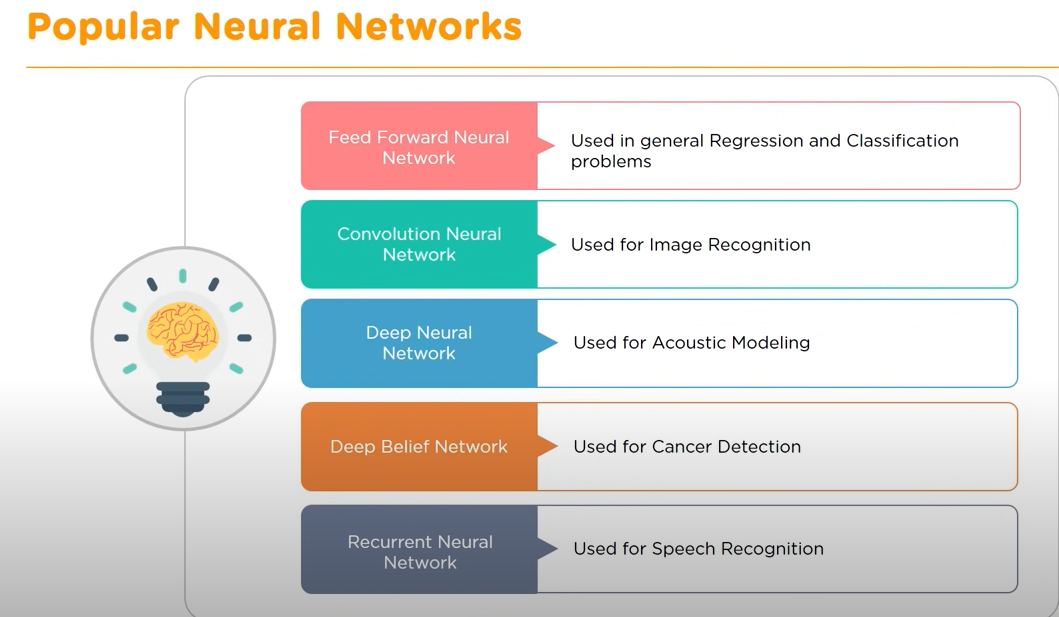 Popular Neural Networks
Feed Forward Neural
Network
Used in general Regression and Classification
problems
Convolution Neural
Network
Used for Image Recognition
Deep Neural
Network
Used for Acoustic Modeling
Deep Belief Network
Used for Cancer Detection
Recurrent Neural
Network
Used for Speech Recognition